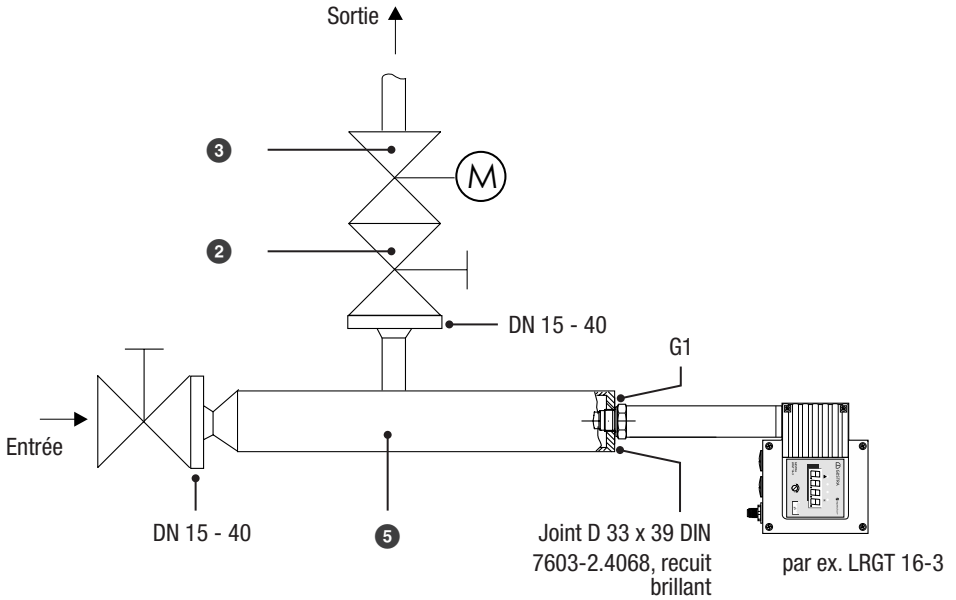 Sortie
3
M
2
DN 15 - 40
G1
Entrée
DN 15 - 40
5
Joint D 33 x 39 DIN
7603-2.4068, recuit
brillant
par ex. LRGT 16-3
GESTRA